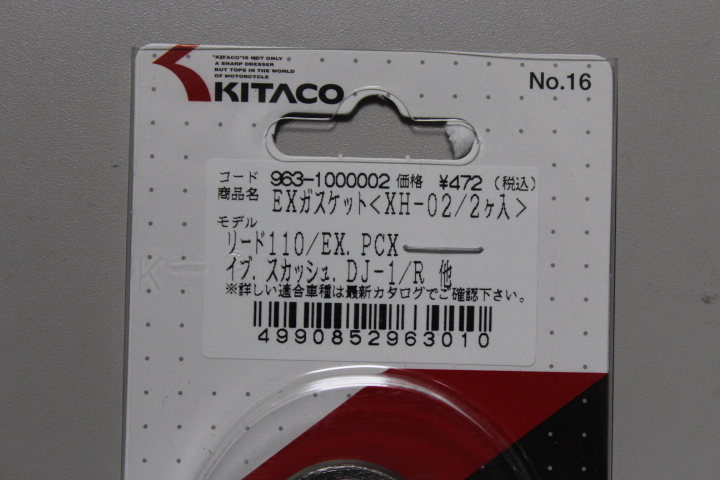 "KITACO"IS NOT ONLY
A SHARP DRESSER
BUT TOPS IN THE WORLD
OF MOTORCYCLE
KITACO
No.16
コード 963-1000002 価格 ¥472 (税込)
商品名 EXガスケット<XH-02/2ケ入>
モデル
リード110/EX. PCX
イブ. スカッシュ. DJ-1/R 他
※詳しい適合車種は最新カタログでご確認下さい。
4990852963010